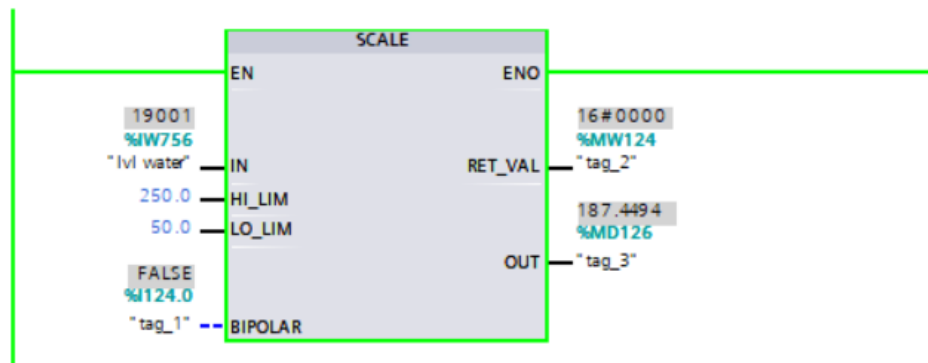 SCALE
EN ENO
19001 16#0000
%IW756 %MW124
"lvl water" IN RET_VAL "tag_2"
250.0 HI_LIM 187.4494
50.0 LO_LIM %MD126
OUT "tag_3"
FALSE
%I124.0
"tag_1" BIPOLAR